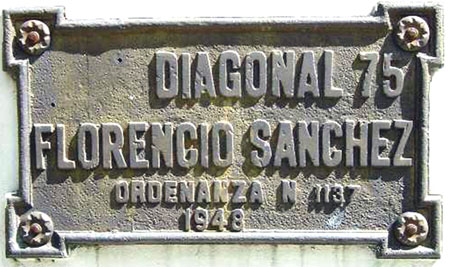 DIAGONAL 75
FLORENCIO SANCHEZ
ORDENANZA N 1137
1948